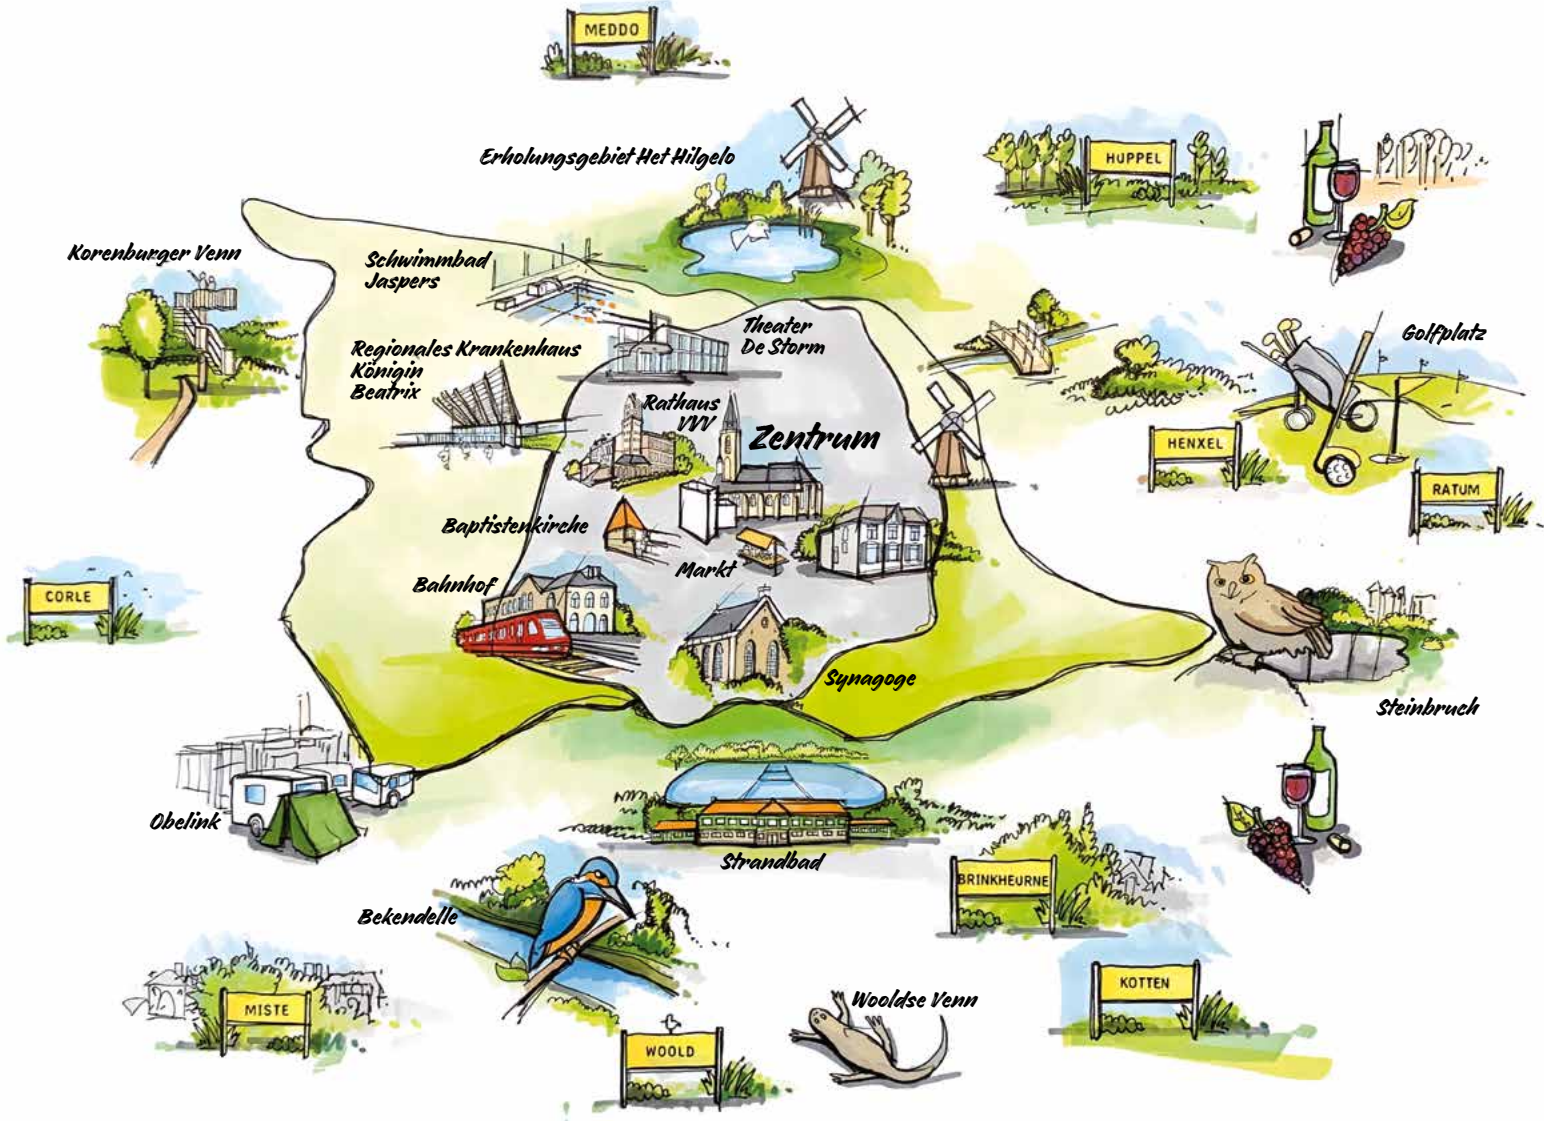 MEDDO
Erholungsgebiet Het Hilgelo
HUPPEL
Korenburger Venn
Schwimmbad
Jaspers
Theater
De Storm
Golfplatz
Regionales Krankenhaus
Königin
Beatrix
Rathaus
VVV
Zentrum
HENXEL
RATUM
Baptistenkirche
Markt
Bahnhof
CORLE
Synagoge
Steinbruch
Obelink
Strandbad
BRINKHEURNE
Bekendelle
KOTTEN
Wooldse Venn
MISTE
WOOLD